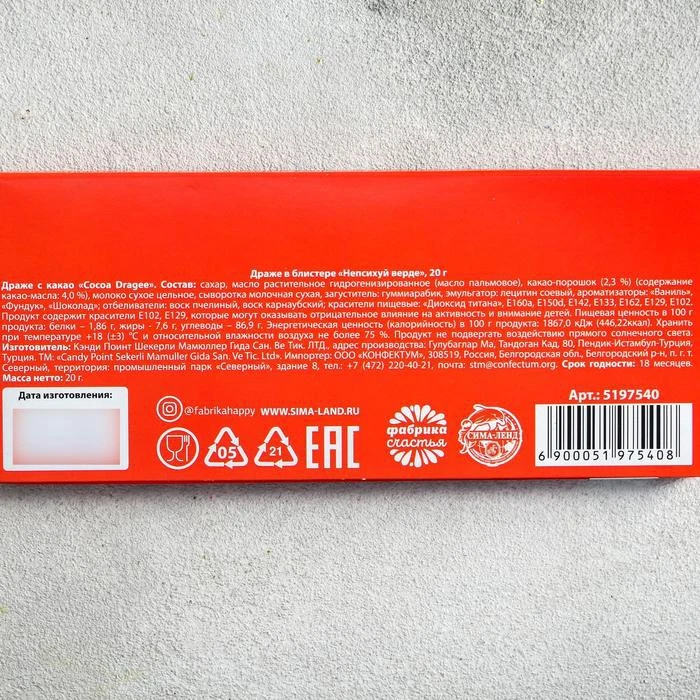 Драже в блистере «Непсихуй верде», 20 г
Драже с какао «Cocoa Dragee». Состав: сахар, масло растительное гидрогенизированное (масло пальмовое), какао-порошок (2,3 %) (содержание
какао-масла: 4,0 %), молоко сухое цельное, сыворотка молочная сухая, загуститель: гуммиарабик, эмульгатор: лецитин соевый, ароматизаторы: «Ваниль»,
«Фундук», «Шоколад»; отбеливатели: воск пчелиный, воск карнаубский; красители пищевые: «Диоксид титана», Е160а, Е150d, Е142, Е133, Е162, Е129, Е102.
Продукт содержит красители Е102, Е129, которые могут оказывать отрицательное влияние на активность и внимание детей. Пищевая ценность в 100 г
продукта: белки – 1,86 г, жиры - 7,6 г, углеводы – 86,9 г. Энергетическая ценность (калорийность) в 100 г продукта: 1867,0 кДж (446,22ккал). Хранить
при температуре +18 (±3) °С и относительной влажности воздуха не более 75 %. Продукт не подвергать воздействию прямого солнечного света.
Изготовитель: Кэнди Поинт Шекерли Мамюллер Гида Сан. Ве Тик. ЛТД., адрес производства: Гулубаглар Ма, Тандоган Кад. 80, Пендик-Истамбул-Турция,
Турция. ТМ: «Candy Point Sekerli Mamuller Gida San. Ve Tic. Ltd». Импортер: ООО «КОНФЕКТУМ», 308519, Россия, Белгородская обл., Белгородский р-н, п. г. т.
Северный, территория: промышленный парк «Северный», здание 8, тел.: +7 (472) 220-40-21, почта: stm@confectum.org. Срок годности: 18 месяцев.
Масса нетто: 20 г.
Дата изготовления:
@fabrikahappy WWW.SIMA-LAND.RU
05 21 EAC
фабрика счастья
СИМА-ЛЕНД
Арт.: 5197540
6 900051 975408